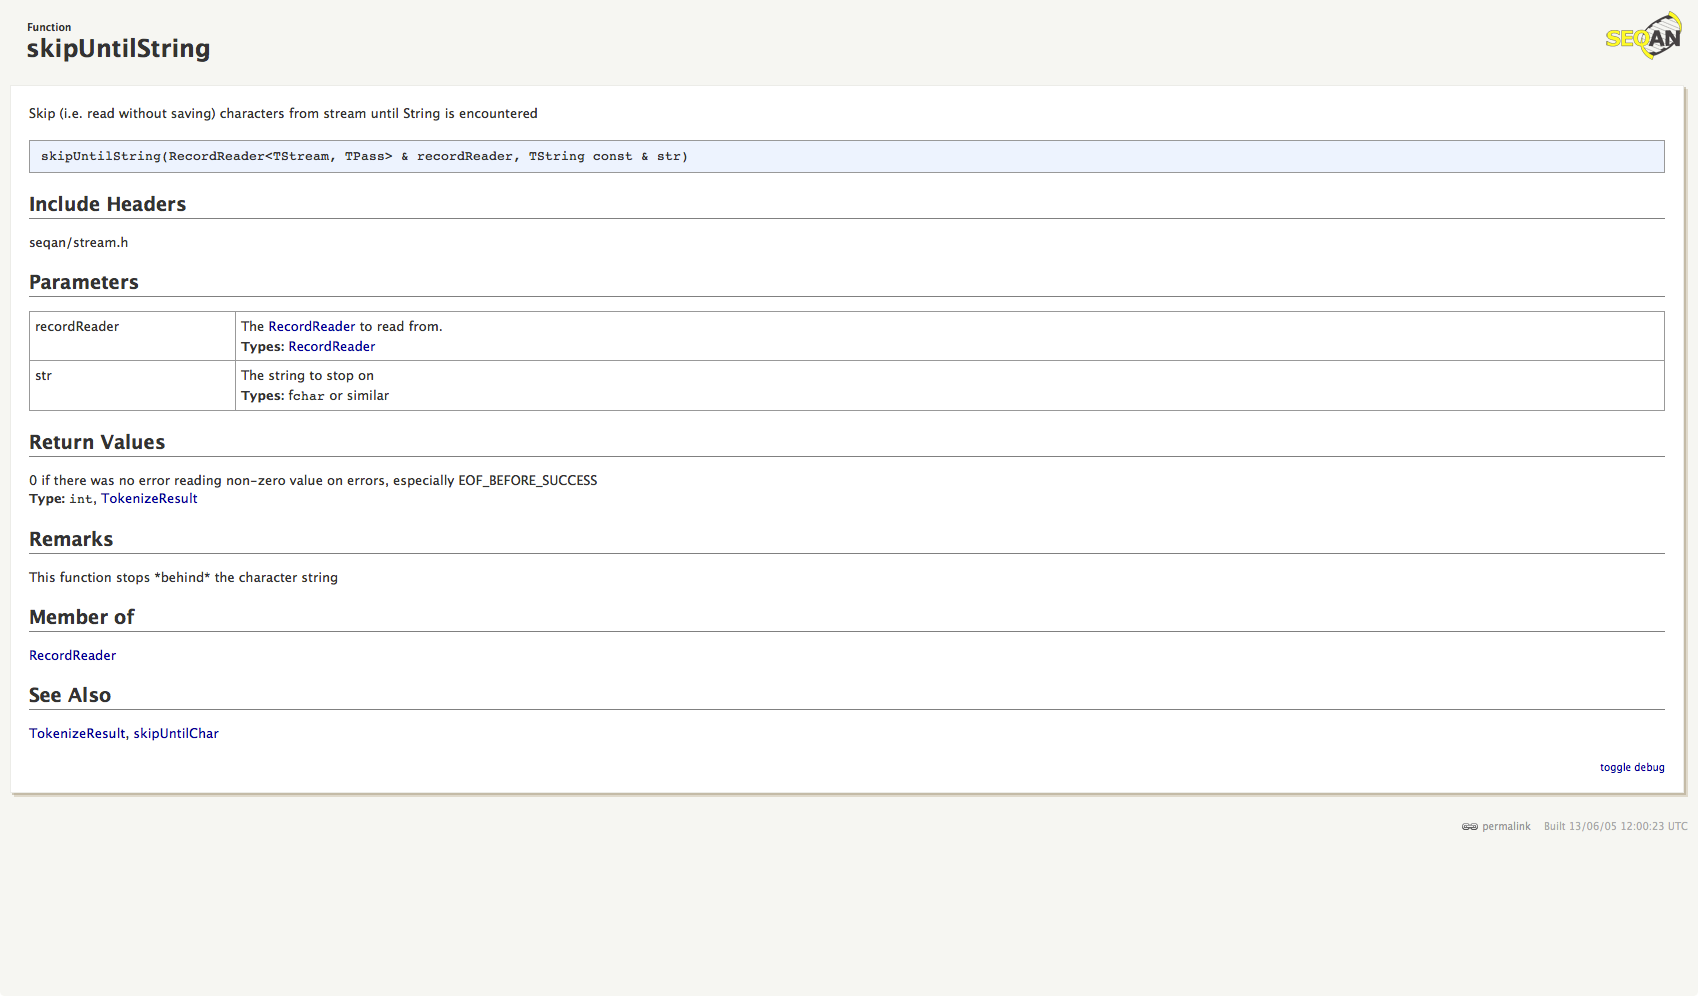 Function
skipUntilString
SEQAN
Skip (i.e. read without saving) characters from stream until String is encountered
skipUntilString(RecordReader<TStream, TPass> & recordReader, TString const & str)
Include Headers
seqan/stream.h
Parameters
recordReader
The RecordReader to read from.
Types: RecordReader
str
The string to stop on
Types: fchar or similar
Return Values
0 if there was no error reading non-zero value on errors, especially EOF_BEFORE_SUCCESS
Type: int, TokenizeResult
Remarks
This function stops *behind* the character string
Member of
RecordReader
See Also
TokenizeResult, skipUntilChar
toggle debug
permalink Built 13/06/05 12:00:23 UTC